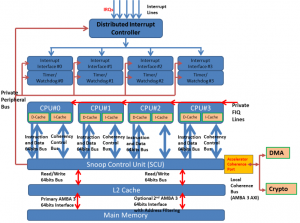 IRQs
Interrupt
Lines
Distributed Interrupt
Controller
Interrupt
Interface#0
Interrupt
Interface#1
Interrupt
Interface#2
Interrupt
Interface#3
Timer/
Watchdog#0
Timer/
Watchdog#1
Timer/
Watchdog#2
Timer/
Watchdog#3
Private
Peripheral
Bus
Private
FIQ
Lines
CPU#0
CPU#1
CPU#2
CPU#3
D-Cache
I-Cache
D-Cache
I-Cache
D-Cache
I-Cache
D-Cache
I-Cache
Instruction
and Data
64bits Bus
Coherency
Control
Bus
Instruction
and Data
64bits Bus
Coherency
Control
Bus
Instruction
and Data
64bits Bus
Coherency
Control
Bus
Instruction
and Data
64bits Bus
Coherency
Control
Bus
Snoop Control Unit (SCU)
Accelerator
Coherence
Port
DMA
Crypto
Read/Write
64bits Bus
Read/Write
64bits Bus
Local
Coherence
Bus
(AMBA 3 AXI)
L2 Cache
Primary AMBA 3
64bits Interface
Optional 2nd AMBA 3
64bits Interface
with Address Filtering
Main Memory